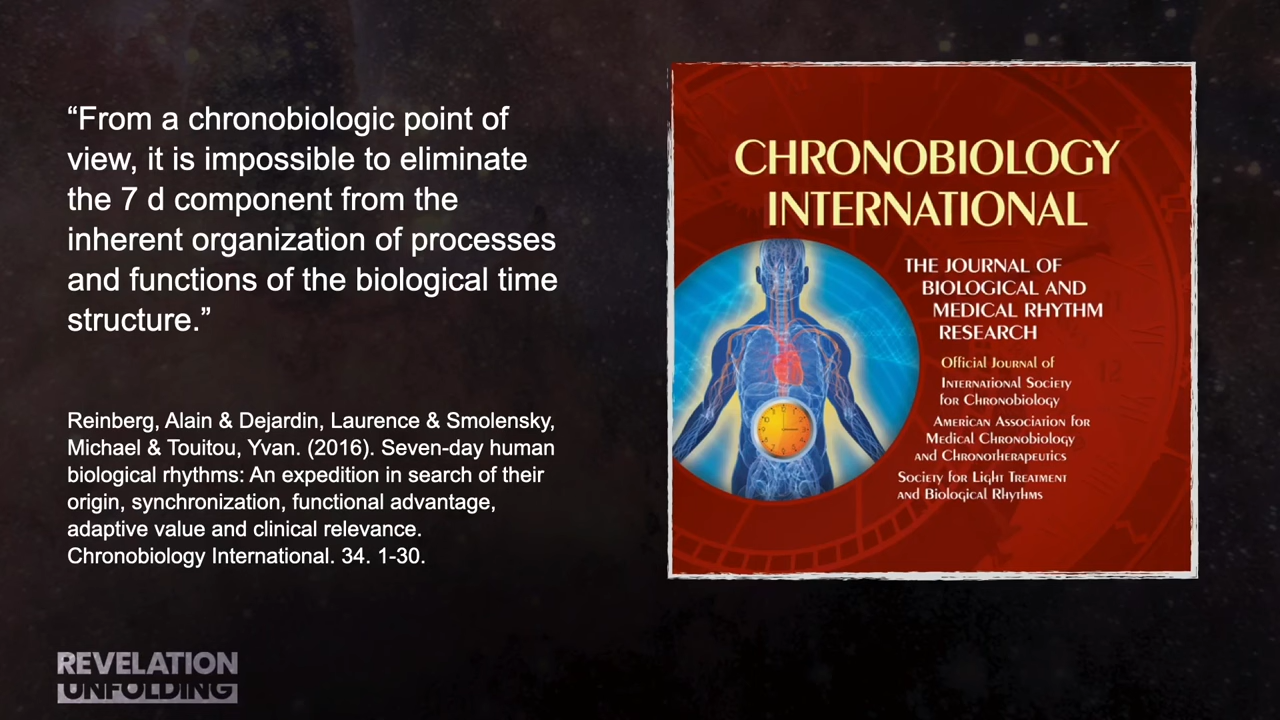 “From a chronobiologic point of
view, it is impossible to eliminate
the 7 d component from the
inherent organization of processes
and functions of the biological time
structure.”
Reinberg, Alain & Dejardin, Laurence & Smolensky,
Michael & Touitou, Yvan. (2016). Seven-day human
biological rhythms: An expedition in search of their
origin, synchronization, functional advantage,
adaptive value and clinical relevance.
Chronobiology International. 34. 1-30.
REVELATION
UNFOLDING
CHRONOBIOLOGY
INTERNATIONAL
THE JOURNAL OF
BIOLOGICAL AND
MEDICAL RHYTHM
RESEARCH
Official Journal of
International Society
for Chronobiology
American Association for
Medical Chronobiology
and Chronotherapeutics
Society for Light Treatment
and Biological Rhythms